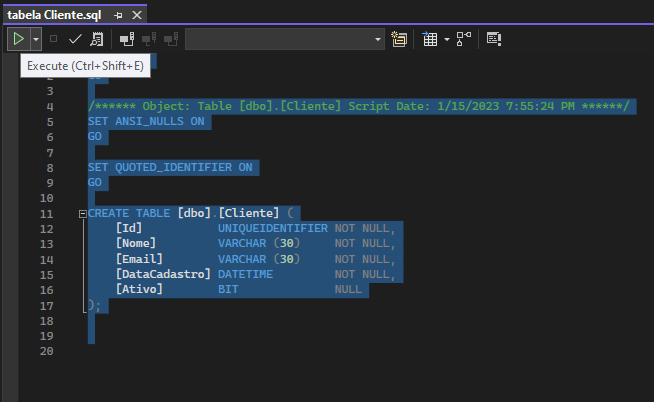 tabela Cliente.sql
Execute (Ctrl+Shift+E)
2
3
4 /****** Object: Table [dbo].[Cliente] Script Date: 1/15/2023 7:55:24 PM ******/
5 SET ANSI_NULLS ON
6 GO
7
8 SET QUOTED_IDENTIFIER ON
9 GO
10
11 CREATE TABLE [dbo].[Cliente] (
12 [Id] UNIQUEIDENTIFIER NOT NULL,
13 [Nome] VARCHAR (30) NOT NULL,
14 [Email] VARCHAR (30) NOT NULL,
15 [DataCadastro] DATETIME NOT NULL,
16 [Ativo] BIT NULL
17 );
18
19
20